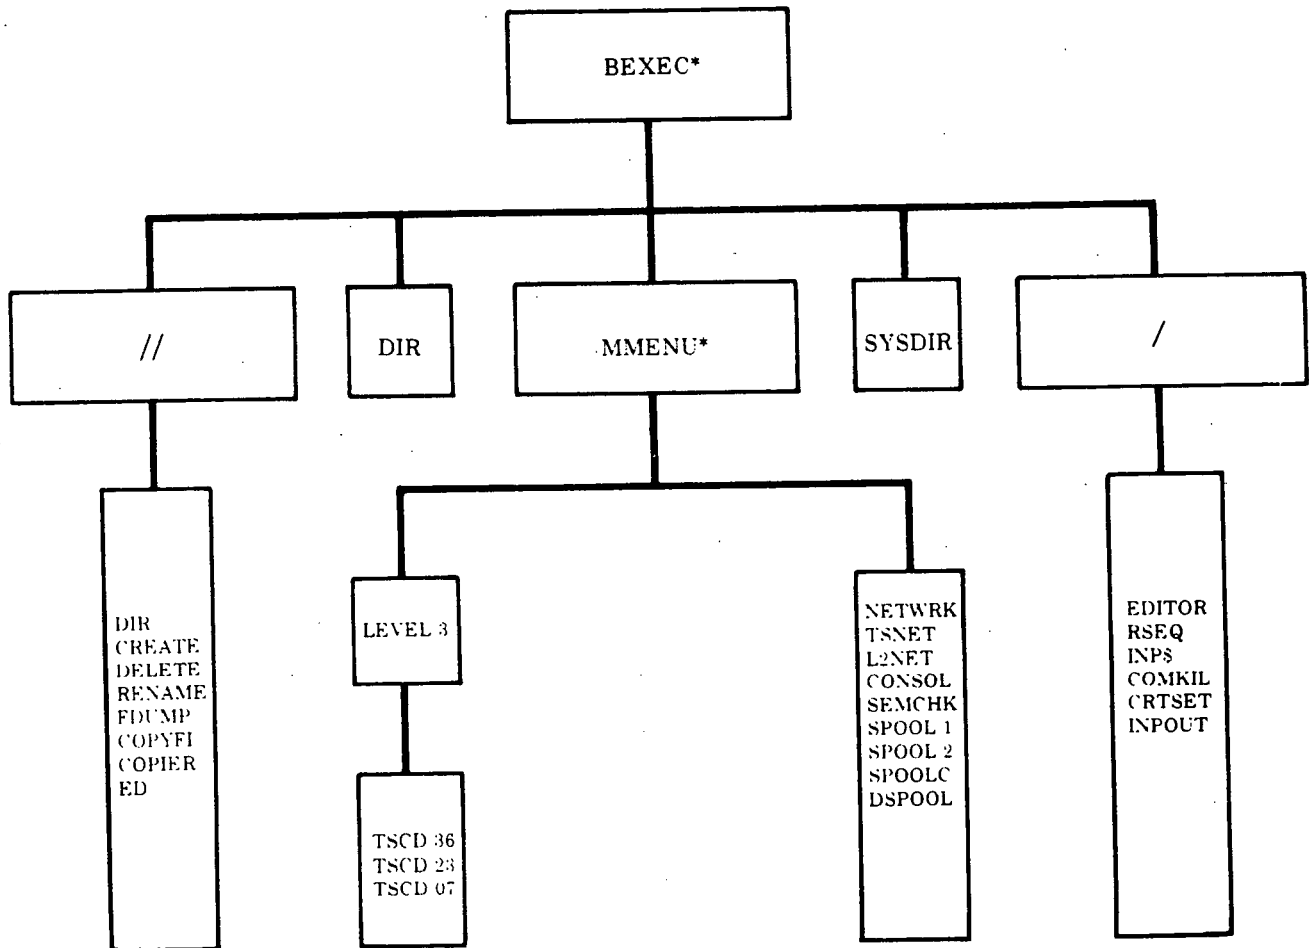 BEXEC*
//
DIR
MMENU*
SYSDIR
/
DIR
CREATE
DELETE
RENAME
FDUMP
COPYFI
COPIER
ED
LEVEL 3
TSCD 36
TSCD 23
TSCD 07
NETWRK
TSNET
L2NET
CONSOL
SEMCHK
SPOOL 1
SPOOL 2
SPOOLC
DSPOOL
EDITOR
RSEQ
INP$
COMKIL
CRTSET
INPOUT